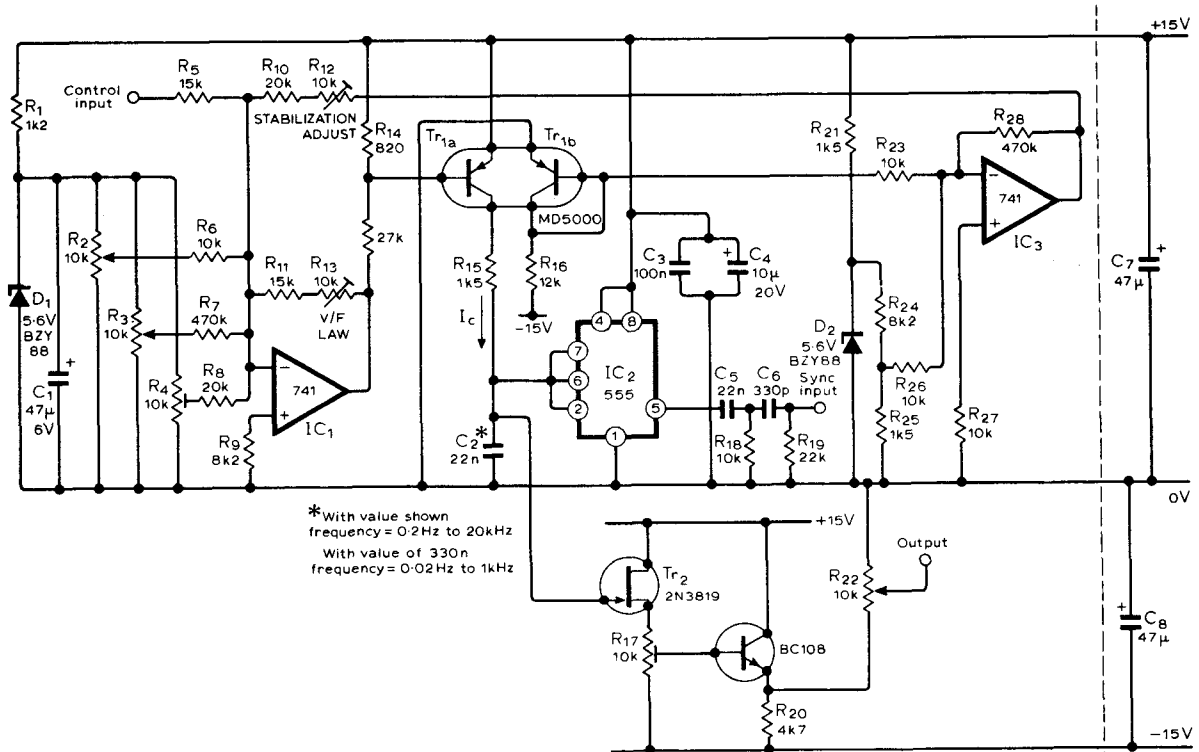 +15V
R5
15k
Control
input
R10
20k
R12
10k
STABILIZATION
ADJUST
R1
1k2
R14
820
Tr1a
Tr1b
MD5000
R21
1k5
R23
10k
R28
470k
741
IC3
−
+
R2
10k
R6
10k
27k
R15
1k5
R16
12k
-15V
C3
100n
C4
10μ
20V
+
C7
47μ
+
D1
5·6V
BZY
88
R3
10k
R7
470k
R11
15k
R13
10k
V/F
LAW
Ic
4
8
7
6
2
5
1
IC2
555
D2
5·6V
BZY88
R24
8k2
R26
10k
R25
1k5
R27
10k
C1
47μ
6V
+
R4
10k
R8
20k
741
−
+
IC1
R9
8k2
C2
*
22n
C5
22n
C6
330p
Sync
input
R18
10k
R19
22k
0V
*With value shown
frequency = 0·2Hz to 20kHz
With value of 330n
frequency = 0·02Hz to 1kHz
+15V
Output
Tr2
2N3819
R22
10k
C8
47μ
+
R17
10k
BC108
R20
4k7
-15V